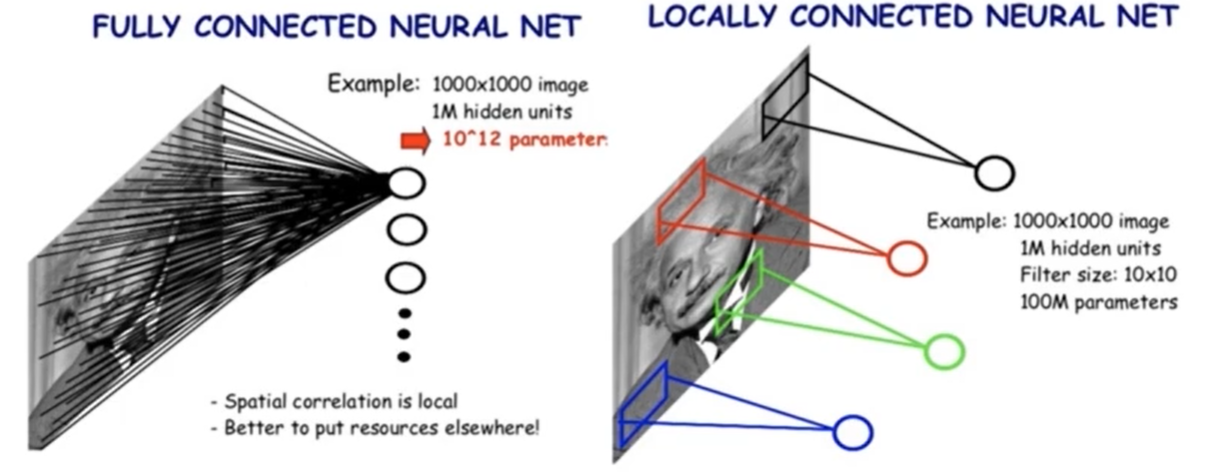 FULLY CONNECTED NEURAL NET
Example: 1000x1000 image
1M hidden units
10^12 parameter
- Spatial correlation is local
- Better to put resources elsewhere!
LOCALLY CONNECTED NEURAL NET
Example: 1000x1000 image
1M hidden units
Filter size: 10x10
100M parameters